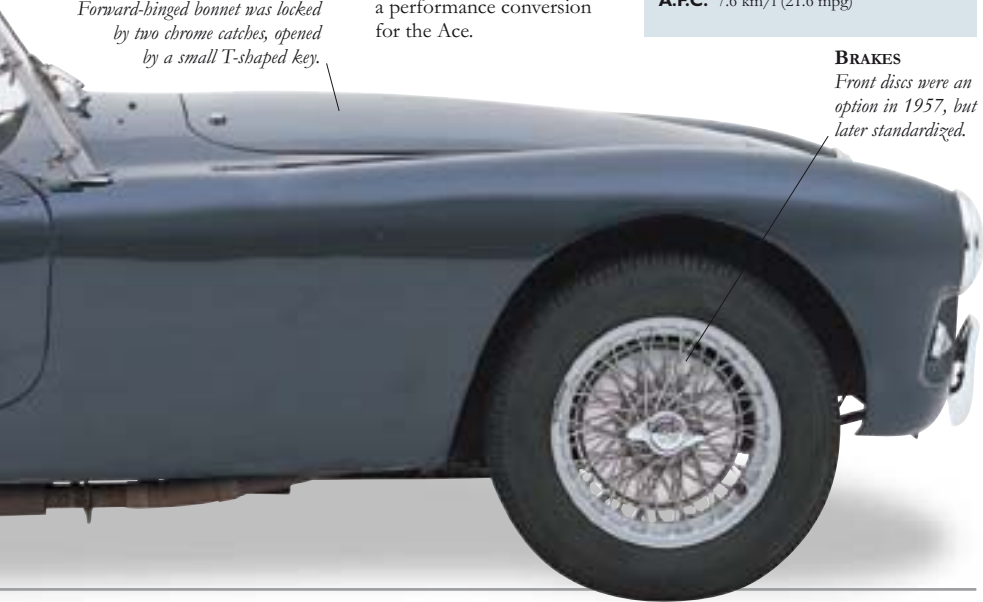 Forward-hinged bonnet was locked
by two chrome catches, opened
by a small T-shaped key.
a performance conversion
for the Ace.
A.F.C. 7.6 km/l (21.6 mpg)
BRAKES
Front discs were an
option in 1957, but
later standardized.